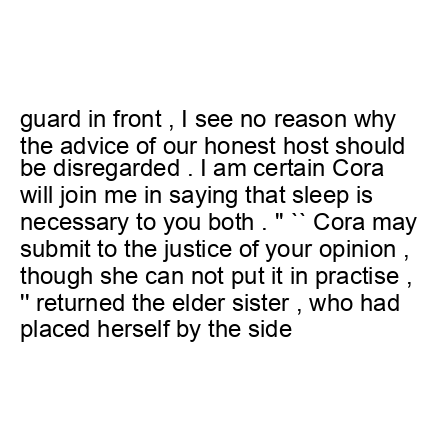 guard in front , I see no reason why
the advice of our honest host should
be disregarded . I am certain Cora
will join me in saying that sleep is
necessary to you both . " `` Cora may
submit to the justice of your opinion ,
though she can not put it in practise ,
'' returned the elder sister , who had
placed herself by the side